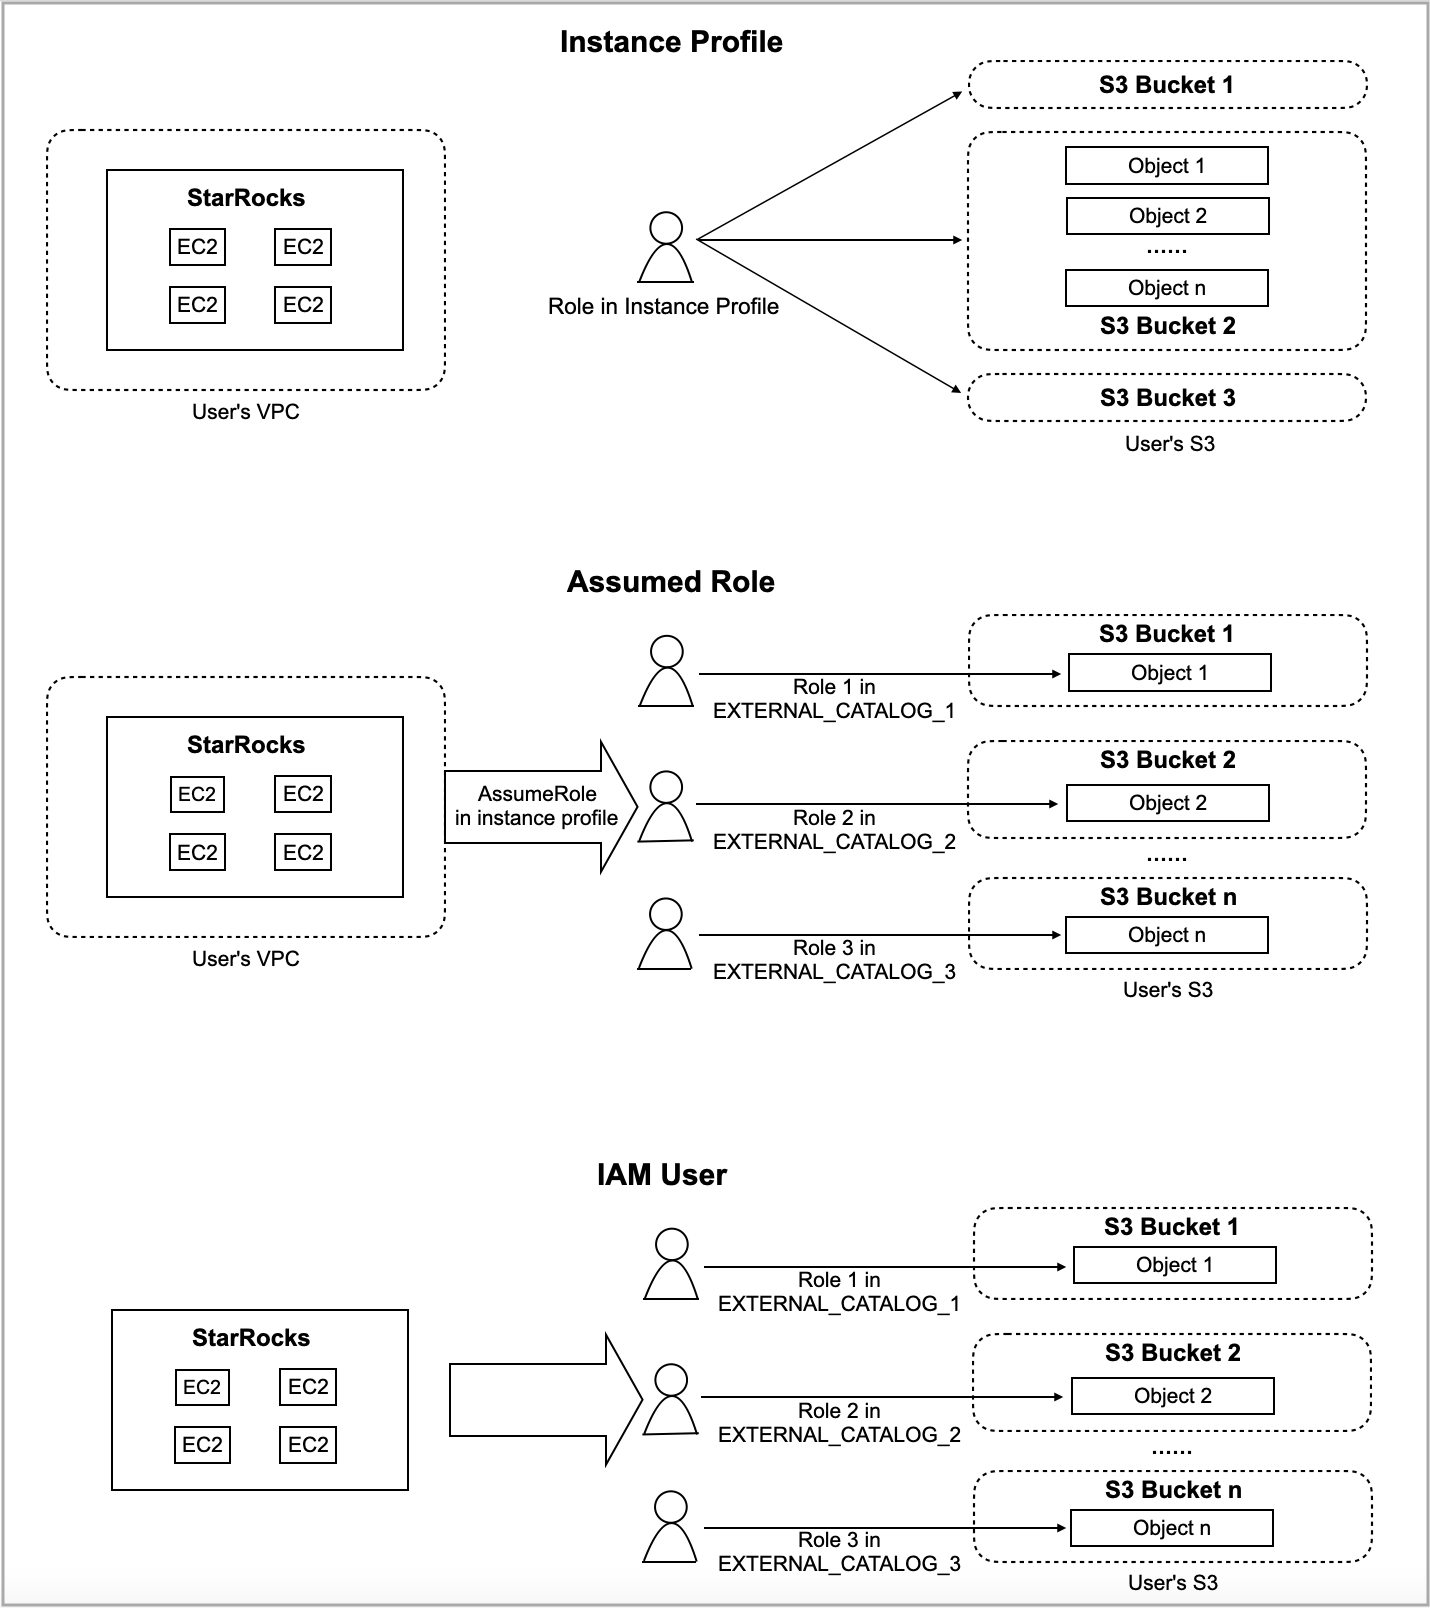 Instance Profile
StarRocks
EC2 EC2
EC2 EC2
User's VPC
Role in Instance Profile
S3 Bucket 1
Object 1
Object 2
......
Object n
S3 Bucket 2
S3 Bucket 3
User's S3
Assumed Role
StarRocks
EC2 EC2
EC2 EC2
User's VPC
AssumeRole
in instance profile
Role 1 in
EXTERNAL_CATALOG_1
Role 2 in
EXTERNAL_CATALOG_2
Role 3 in
EXTERNAL_CATALOG_3
S3 Bucket 1
Object 1
S3 Bucket 2
Object 2
......
S3 Bucket n
Object n
User's S3
IAM User
StarRocks
EC2 EC2
EC2 EC2
Role 1 in
EXTERNAL_CATALOG_1
Role 2 in
EXTERNAL_CATALOG_2
Role 3 in
EXTERNAL_CATALOG_3
S3 Bucket 1
Object 1
S3 Bucket 2
Object 2
......
S3 Bucket n
Object n
User's S3